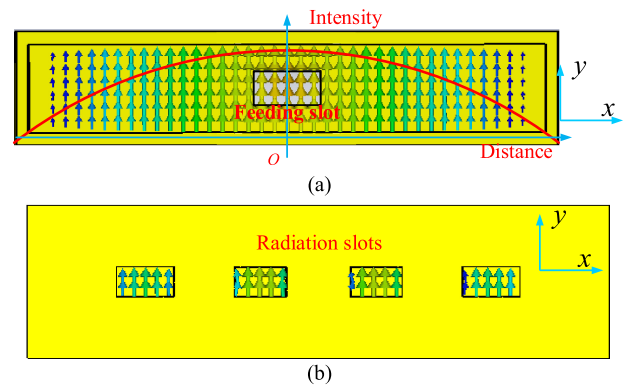 Intensity
y
Feeding slot
x
O
Distance
(a)
y
Radiation slots
x
(b)